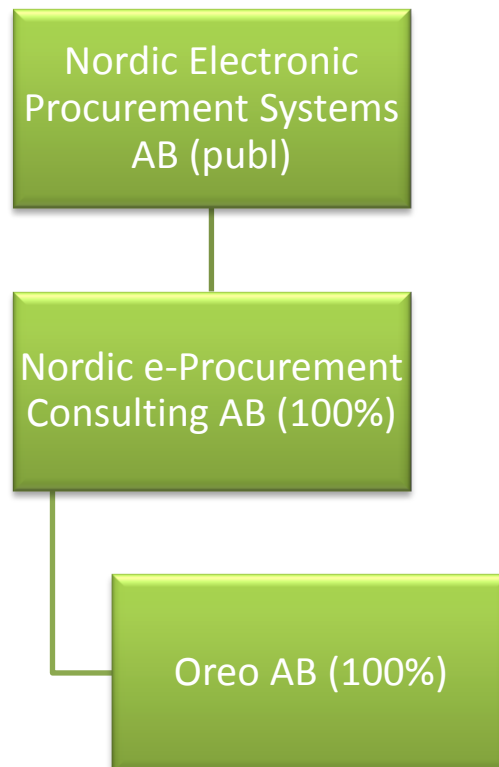 Nordic Electronic
Procurement Systems
AB (publ)
Nordic e-Procurement
Consulting AB (100%)
Oreo AB (100%)